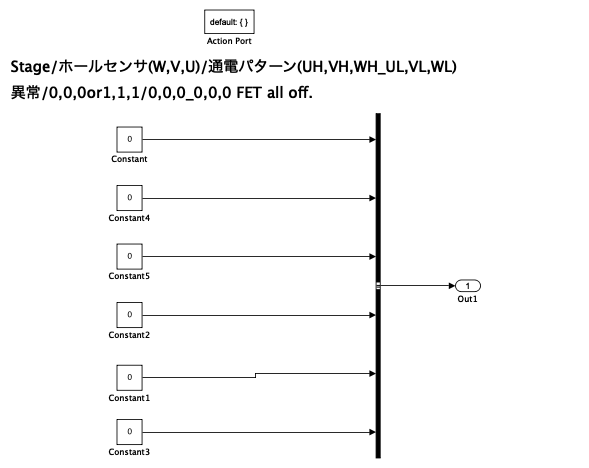 default: { }
Action Port
Stage/ホールセンサ(W,V,U)/通電パターン(UH,VH,WH_UL,VL,WL)
異常/0,0,0or1,1,1/0,0,0_0,0,0 FET all off.
0
Constant
0
Constant4
0
Constant5
1
Out1
0
Constant2
0
Constant1
0
Constant3